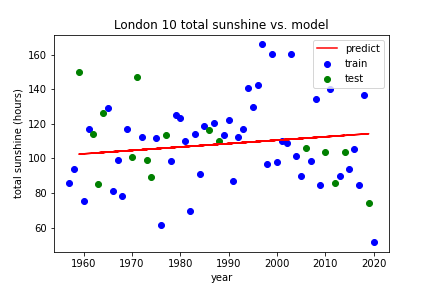 London 10 total sunshine vs. model
predict
train
test
total sunshine (hours)
160
140
120
100
80
60
1960
1970
1980
1990
2000
2010
2020
year